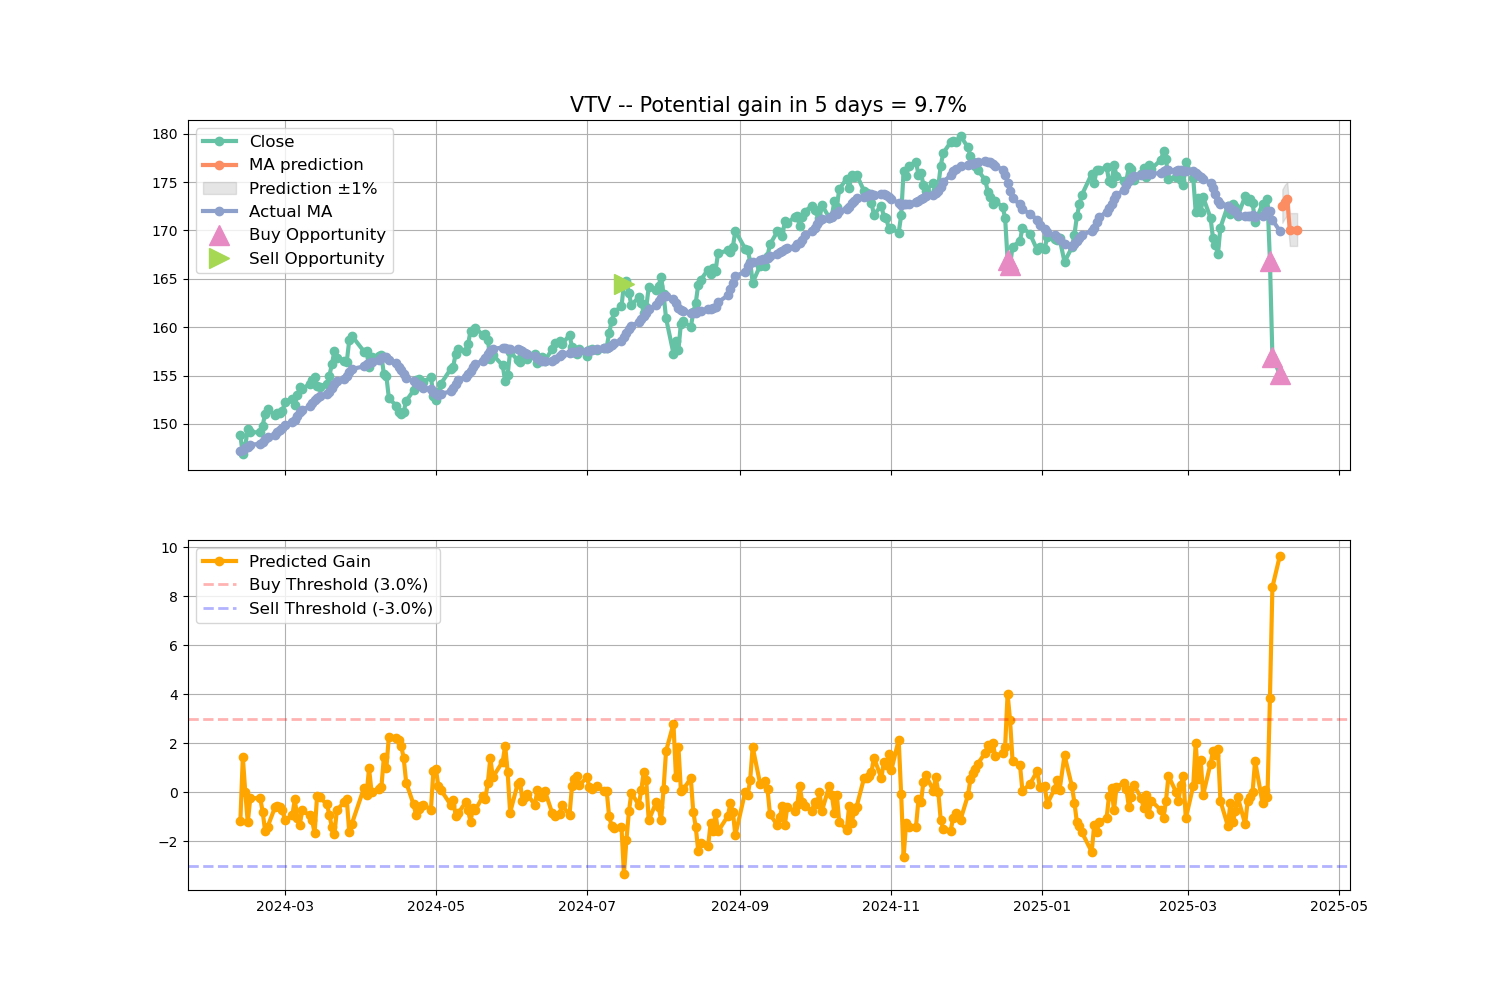 VTV -- Potential gain in 5 days = 9.7%
180
175
170
165
160
155
150
Close
MA prediction
Prediction ±1%
Actual MA
Buy Opportunity
Sell Opportunity
10
8
6
4
2
0
−2
Predicted Gain
Buy Threshold (3.0%)
Sell Threshold (-3.0%)
2024-03
2024-05
2024-07
2024-09
2024-11
2025-01
2025-03
2025-05